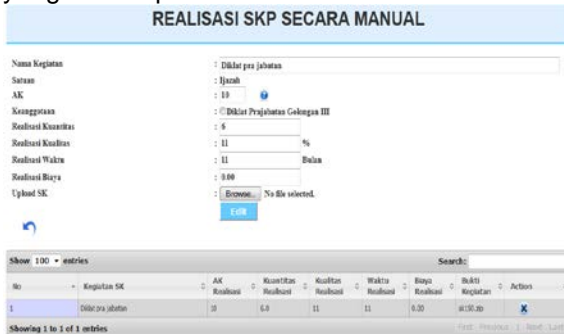 REALISASI SKP SECARA MANUAL
Nama Kegiatan : Diklat pra jabatan
Satuan : Ijazah
AK : 10
Keanggotaan : Diklat Prajabatan Golongan III
Realisasi Kuantitas : 6
Realisasi Kualitas : 11 %
Realisasi Waktu : 11 Bulan
Realisasi Biaya : 0.00
Upload SK : Browse... No file selected.
Edit
Show 100 entries Search:
No Kegiatan SK AK Realisasi Kuantitas Realisasi Kualitas Realisasi Waktu Realisasi Biaya Realisasi Bukti Kegiatan Action
1 Diklat pra jabatan 10 6.0 11 11 0.00
Showing 1 to 1 of 1 entries First Previous 1 Next Last